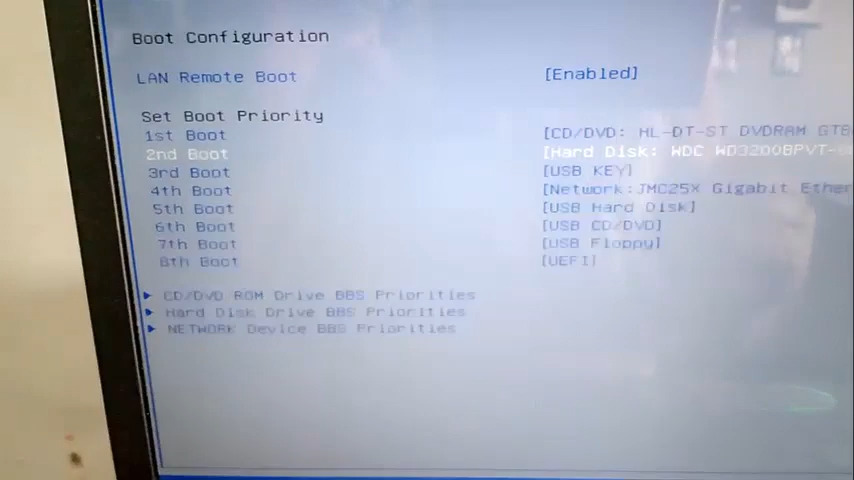 Boot Configuration
LAN Remote Boot [Enabled]
Set Boot Priority
1st Boot [CD/DVD: HL-DT-ST DVDRAM
2nd Boot [Hard Disk: WDC
3rd Boot [USB KEY]
4th Boot [Network:JMC25X Gigabit Ether
5th Boot [USB Hard Disk]
6th Boot [USB CD/DVD]
7th Boot [USB Floppy]
8th Boot [UEFI]
CD/DVD ROM Drive BBS Priorities
Hard Disk Drive BBS Priorities
NETWORK Device BBS Priorities